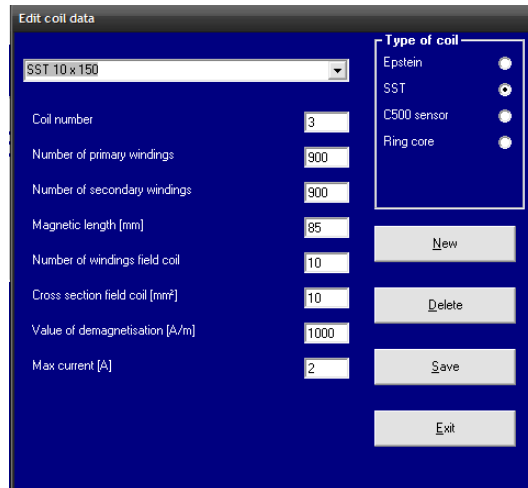 Edit coil data
SST 10 x 150
Coil number 3
Number of primary windings 900
Number of secondary windings 900
Magnetic length [mm] 85
Number of windings field coil 10
Cross section field coil [mm²] 10
Value of demagnetisation [A/m] 1000
Max current [A] 2
Type of coil
Epstein
SST
C500 sensor
Ring core
New
Delete
Save
Exit